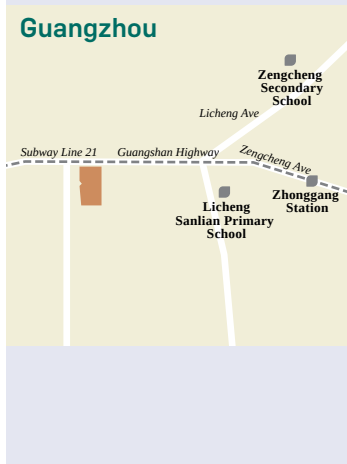 Guangzhou
Zengcheng
Secondary
School
Licheng Ave
Subway Line 21
Guangshan Highway
Zengcheng Ave
Zhonggang
Station
Licheng
Sanlian Primary
School